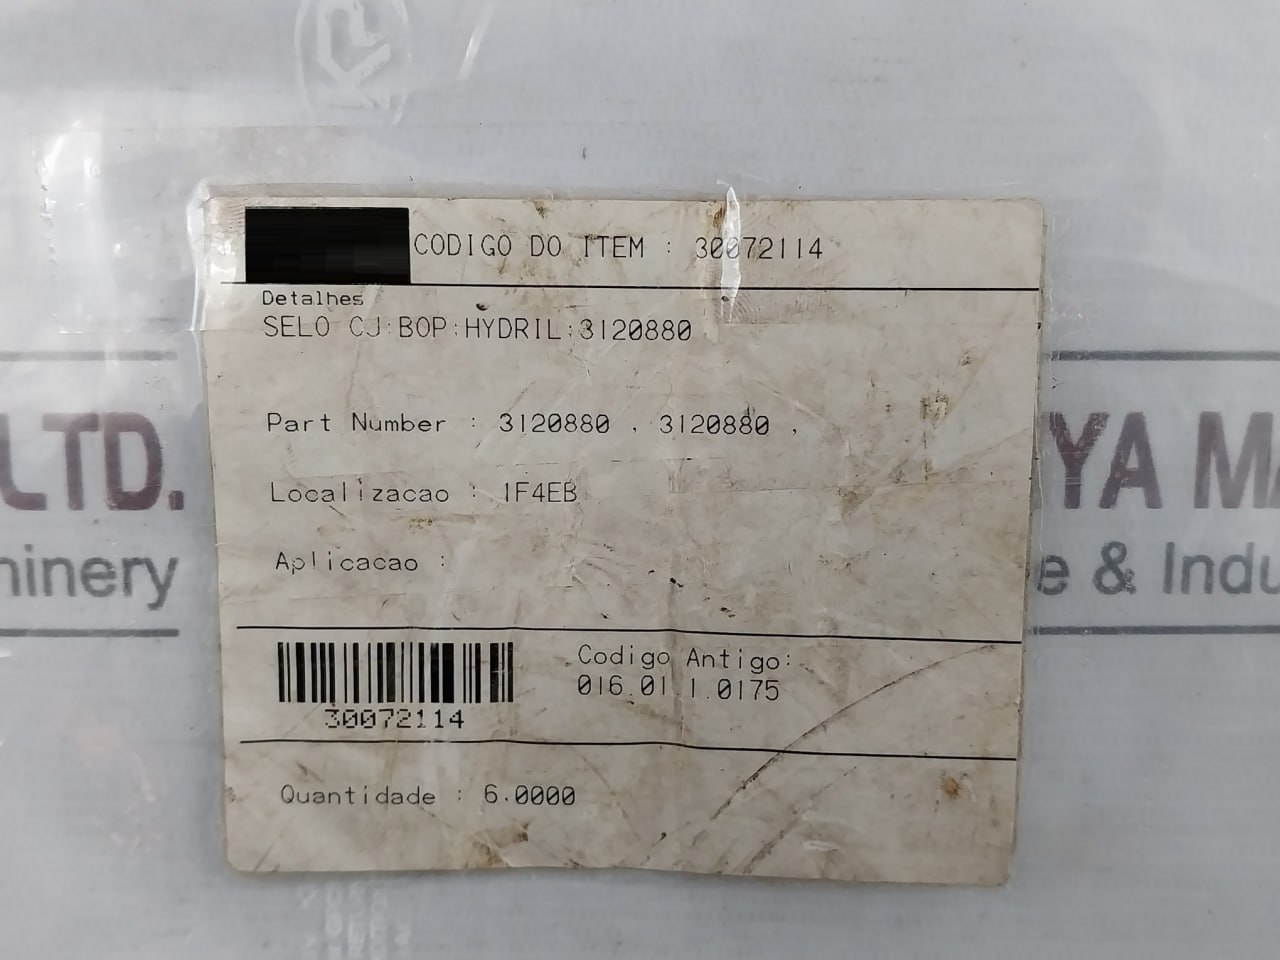 CODIGO DO ITEM : 30072114
Detalhes
SELO CJ:BOP:HYDRIL:3120880
Part Number : 3120880 , 3120880 ,
Localizacao : 1F4EB
Aplicacao :
30072114
Codigo Antigo:
016.01.1.0175
Quantidade : 6.0000
LTD.
hinery
YA MA
e & Indu